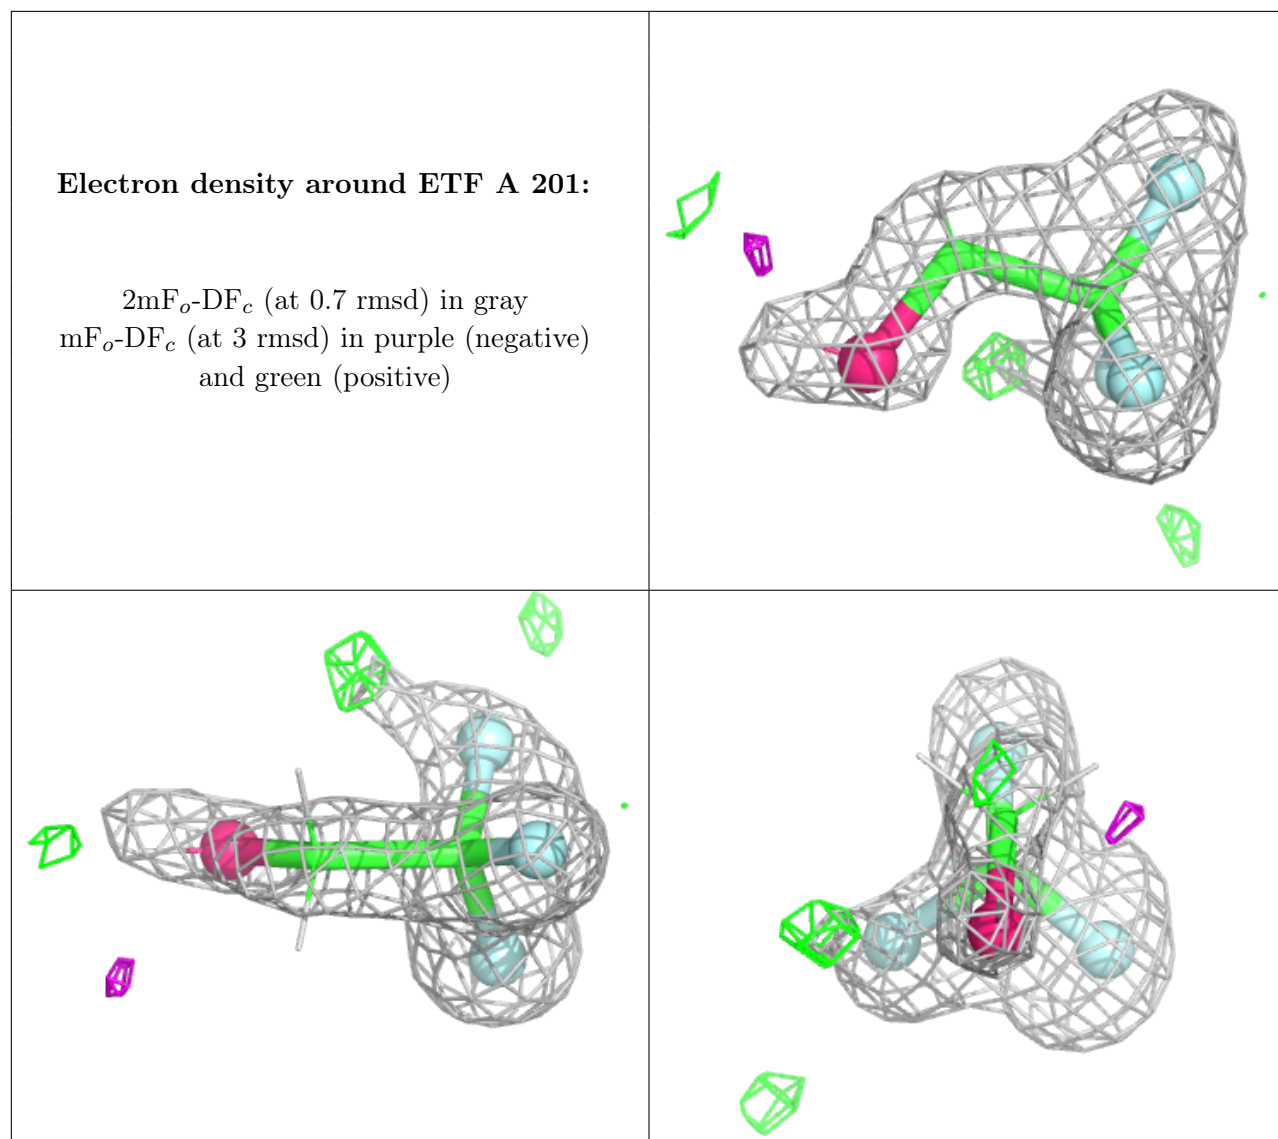 Electron density around ETF A 201:
2mFo-DFc (at 0.7 rmsd) in gray
mFo-DFc (at 3 rmsd) in purple (negative)
and green (positive)